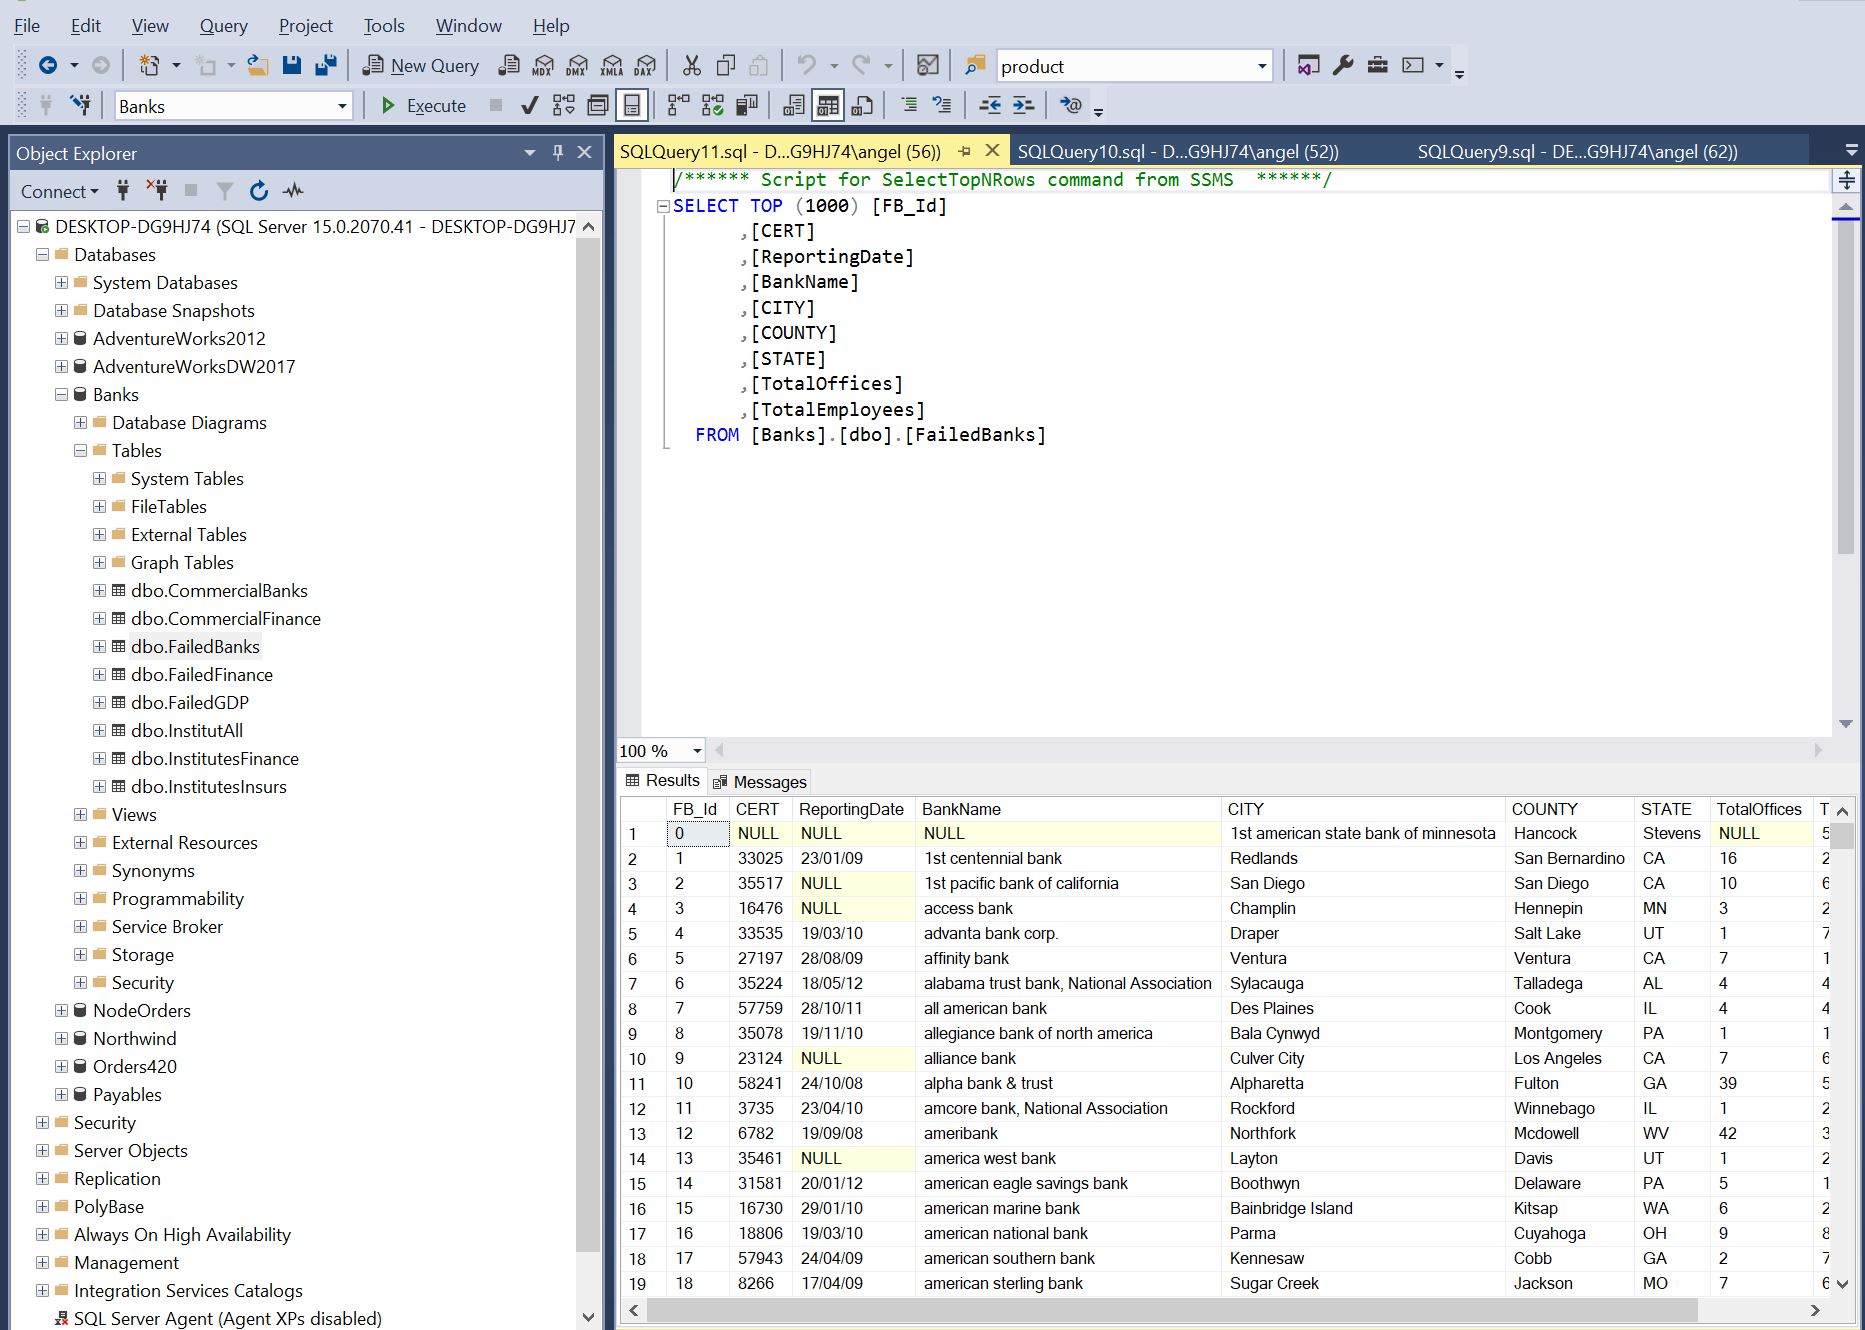 File Edit View Query Project Tools Window Help
New Query MDX DMX XMLA DAX product
Banks Execute
Object Explorer
Connect
DESKTOP-DG9HJ74 (SQL Server 15.0.2070.41 - DESKTOP-DG9HJ7
Databases
System Databases
Database Snapshots
AdventureWorks2012
AdventureWorksDW2017
Banks
Database Diagrams
Tables
System Tables
FileTables
External Tables
Graph Tables
dbo.CommercialBanks
dbo.CommercialFinance
dbo.FailedBanks
dbo.FailedFinance
dbo.FailedGDP
dbo.InstitutAll
dbo.InstitutesFinance
dbo.InstitutesInsurs
Views
External Resources
Synonyms
Programmability
Service Broker
Storage
Security
NodeOrders
Northwind
Orders420
Payables
Security
Server Objects
Replication
PolyBase
Always On High Availability
Management
Integration Services Catalogs
SQL Server Agent (Agent XPs disabled)
SQLQuery11.sql - D...G9HJ74\angel (56)) SQLQuery10.sql - D...G9HJ74\angel (52)) SQLQuery9.sql - DE...G9HJ74\angel (62))
/****** Script for SelectTopNRows command from SSMS ******/
SELECT TOP (1000) [FB_Id]
,[CERT]
,[ReportingDate]
,[BankName]
,[CITY]
,[COUNTY]
,[STATE]
,[TotalOffices]
,[TotalEmployees]
FROM [Banks].[dbo].[FailedBanks]
100 %
Results Messages
FB_Id CERT ReportingDate BankName CITY COUNTY STATE TotalOffices T
1 0 NULL NULL NULL 1st american state bank of minnesota Hancock Stevens NULL 5
2 1 33025 23/01/09 1st centennial bank Redlands San Bernardino CA 16 2
3 2 35517 NULL 1st pacific bank of california San Diego San Diego CA 10 6
4 3 16476 NULL access bank Champlin Hennepin MN 3 2
5 4 33535 19/03/10 advanta bank corp. Draper Salt Lake UT 1 7
6 5 27197 28/08/09 affinity bank Ventura Ventura CA 7 1
7 6 35224 18/05/12 alabama trust bank, National Association Sylacauga Talladega AL 4 4
8 7 57759 28/10/11 all american bank Des Plaines Cook IL 4 4
9 8 35078 19/11/10 allegiance bank of north america Bala Cynwyd Montgomery PA 1 1
10 9 23124 NULL alliance bank Culver City Los Angeles CA 7 6
11 10 58241 24/10/08 alpha bank & trust Alpharetta Fulton GA 39 5
12 11 3735 23/04/10 amcore bank, National Association Rockford Winnebago IL 1 2
13 12 6782 19/09/08 ameribank Northfork Mcdowell WV 42 3
14 13 35461 NULL america west bank Layton Davis UT 1 2
15 14 31581 20/01/12 american eagle savings bank Boothwyn Delaware PA 5 1
16 15 16730 29/01/10 american marine bank Bainbridge Island Kitsap WA 6 2
17 16 18806 19/03/10 american national bank Parma Cuyahoga OH 9 8
18 17 57943 24/04/09 american southern bank Kennesaw Cobb GA 2 7
19 18 8266 17/04/09 american sterling bank Sugar Creek Jackson MO 7 6